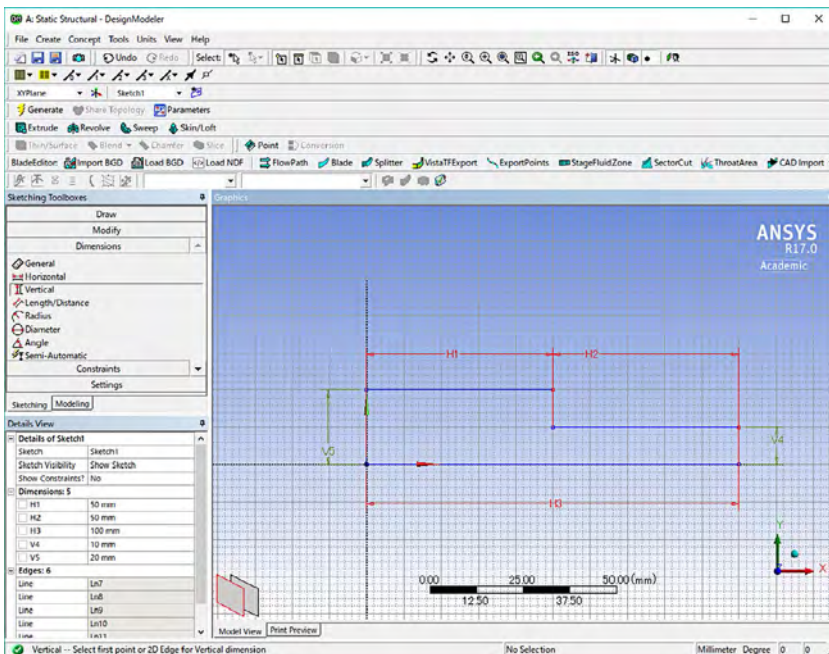 A: Static Structural - DesignModeler
File Create Concept Tools Units View Help
Undo Redo Select:
XYPlane Sketch1
Generate Share Topology Parameters
Extrude Revolve Sweep Skin/Loft
Thin/Surface Blend Chamfer Slice Point Conversion
BladeEditor: Import BGD Load BGD Load NDF FlowPath Blade Splitter VistaTFExport ExportPoints StageFluidZone SectorCut ThroatArea CAD Import
Sketching Toolboxes
Draw
Modify
Dimensions
General
Horizontal
Vertical
Length/Distance
Radius
Diameter
Angle
Semi-Automatic
Constraints
Settings
Sketching Modeling
Details View
Details of Sketch1
Sketch Sketch1
Sketch Visibility Show Sketch
Show Constraints? No
Dimensions: 5
H1 50 mm
H2 50 mm
H3 100 mm
V4 10 mm
V5 20 mm
Edges: 6
Line Ln7
Line Ln8
Line Ln9
Line Ln10
Line Ln11
Graphics
ANSYS
R17.0
Academic
H1 H2
V5
V4
H3
Y
X
0.00 25.00 50.00(mm)
12.50 37.50
Model View Print Preview
Vertical -- Select first point or 2D Edge for Vertical dimension No Selection Millimeter Degree 0 0